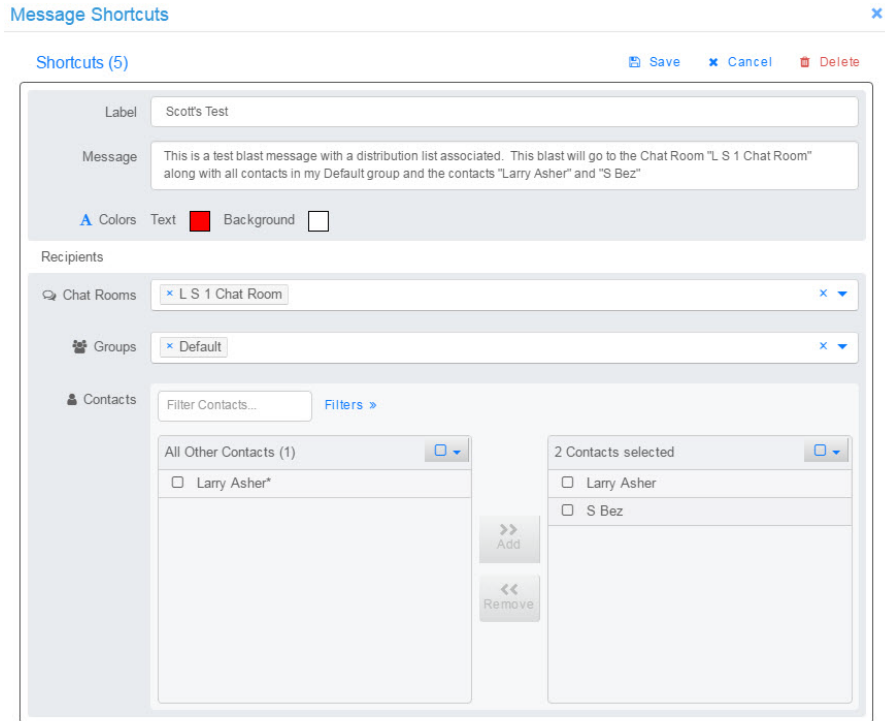 Message Shortcuts ×
Shortcuts (5) Save × Cancel Delete
Label Scott's Test
Message This is a test blast message with a distribution list associated. This blast will go to the Chat Room "L S 1 Chat Room"
along with all contacts in my Default group and the contacts "Larry Asher" and "S Bez"
A Colors Text Background
Recipients
Chat Rooms × L S 1 Chat Room ×
Groups × Default ×
Contacts Filter Contacts... Filters »
All Other Contacts (1) 2 Contacts selected
Larry Asher* Larry Asher
S Bez
>> Add
<< Remove